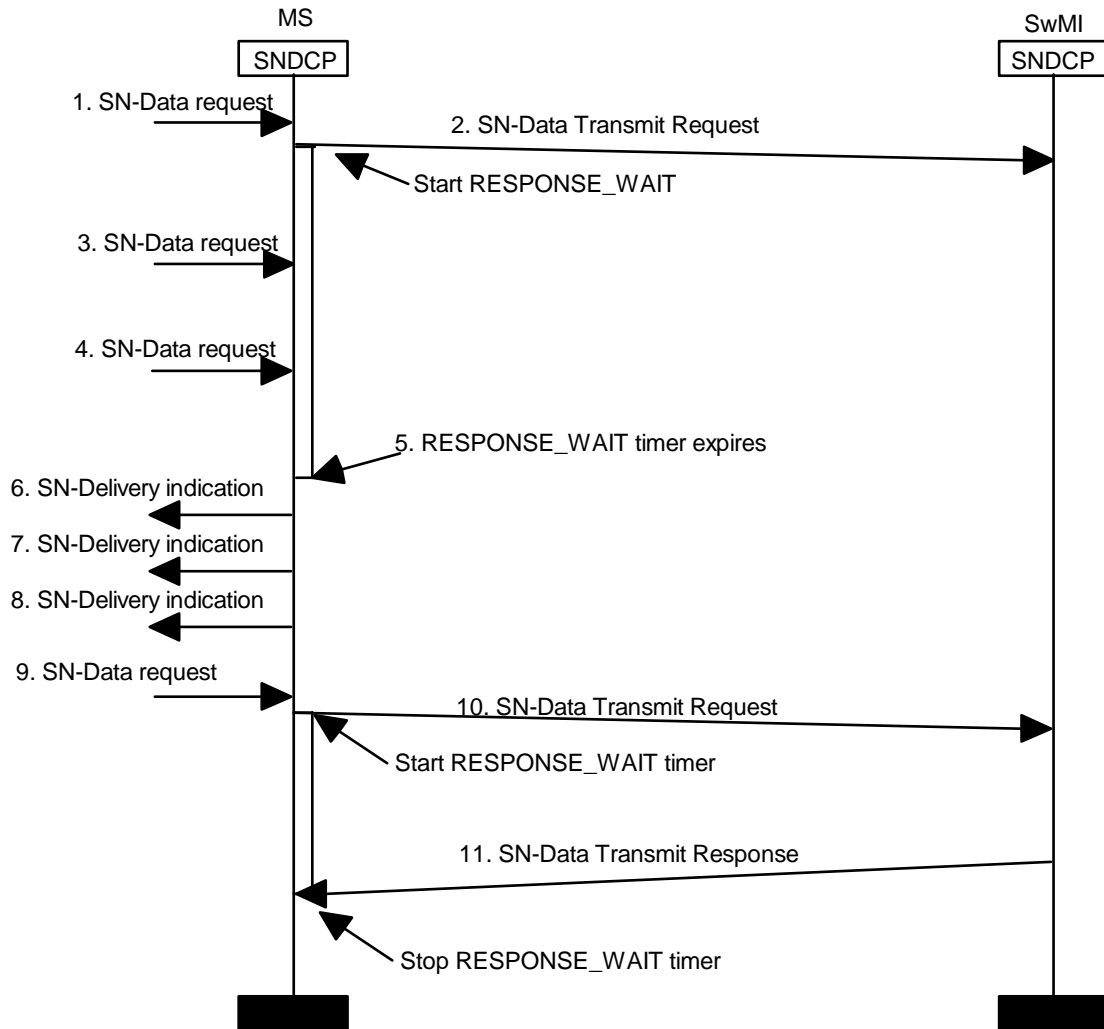 MS
SwMI
SNDCP
SNDCP
1. SN-Data request
2. SN-Data Transmit Request
Start RESPONSE_WAIT
3. SN-Data request
4. SN-Data request
5. RESPONSE_WAIT timer expires
6. SN-Delivery indication
7. SN-Delivery indication
8. SN-Delivery indication
9. SN-Data request
10. SN-Data Transmit Request
Start RESPONSE_WAIT timer
11. SN-Data Transmit Response
Stop RESPONSE_WAIT timer